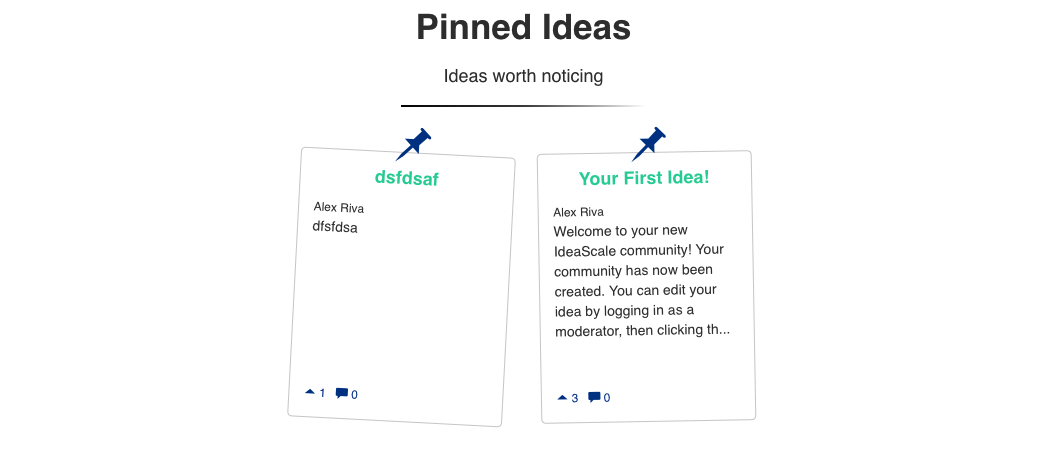 Pinned Ideas
Ideas worth noticing
dsfdsaf
Alex Riva
dfsfdsa
1 0
Your First Idea!
Alex Riva
Welcome to your new
IdeaScale community! Your
community has now been
created. You can edit your
idea by logging in as a
moderator, then clicking th...
3 0